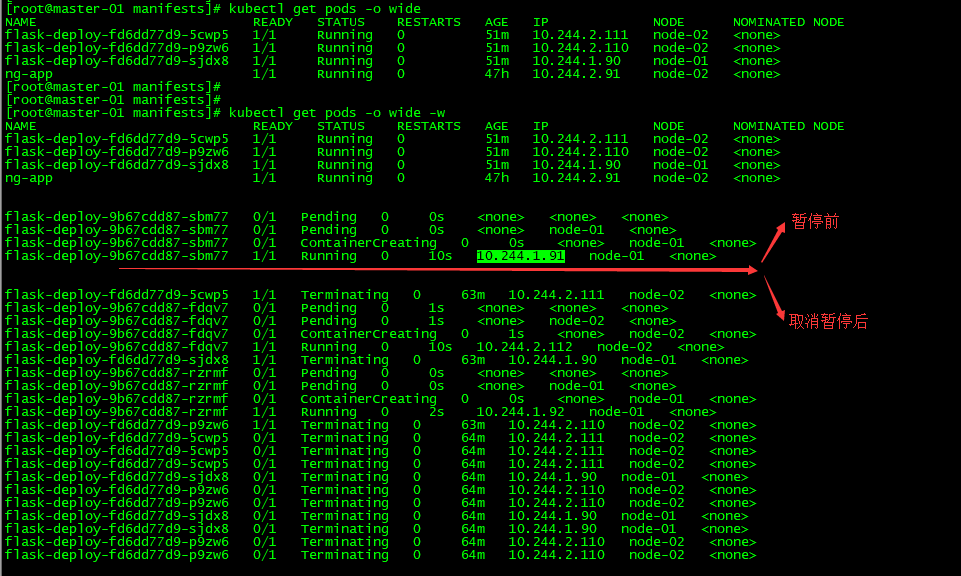 [root@master-01 manifests]# kubectl get pods -o wide
NAME READY STATUS RESTARTS AGE IP NODE NOMINATED NODE
flask-deploy-fd6dd77d9-5cwp5 1/1 Running 0 51m 10.244.2.111 node-02 <none>
flask-deploy-fd6dd77d9-p9zw6 1/1 Running 0 51m 10.244.2.110 node-02 <none>
flask-deploy-fd6dd77d9-sjdx8 1/1 Running 0 51m 10.244.1.90 node-01 <none>
ng-app 1/1 Running 0 47h 10.244.2.91 node-02 <none>
[root@master-01 manifests]#
[root@master-01 manifests]#
[root@master-01 manifests]# kubectl get pods -o wide -w
NAME READY STATUS RESTARTS AGE IP NODE NOMINATED NODE
flask-deploy-fd6dd77d9-5cwp5 1/1 Running 0 51m 10.244.2.111 node-02 <none>
flask-deploy-fd6dd77d9-p9zw6 1/1 Running 0 51m 10.244.2.110 node-02 <none>
flask-deploy-fd6dd77d9-sjdx8 1/1 Running 0 51m 10.244.1.90 node-01 <none>
ng-app 1/1 Running 0 47h 10.244.2.91 node-02 <none>
flask-deploy-9b67cdd87-sbm77 0/1 Pending 0 0s <none> <none> <none>
暂停前
flask-deploy-9b67cdd87-sbm77 0/1 Pending 0 0s <none> node-01 <none>
flask-deploy-9b67cdd87-sbm77 0/1 ContainerCreating 0 0s <none> node-01 <none>
flask-deploy-9b67cdd87-sbm77 1/1 Running 0 10s 10.244.1.91 node-01 <none>
flask-deploy-fd6dd77d9-5cwp5 1/1 Terminating 0 63m 10.244.2.111 node-02 <none>
flask-deploy-9b67cdd87-fdqv7 0/1 Pending 0 1s <none> <none> <none>
flask-deploy-9b67cdd87-fdqv7 0/1 Pending 0 1s <none> node-02 <none>
取消暂停后
flask-deploy-9b67cdd87-fdqv7 0/1 ContainerCreating 0 1s <none> node-02 <none>
flask-deploy-9b67cdd87-fdqv7 1/1 Running 0 10s 10.244.2.112 node-02 <none>
flask-deploy-fd6dd77d9-sjdx8 1/1 Terminating 0 63m 10.244.1.90 node-01 <none>
flask-deploy-9b67cdd87-rzrmf 0/1 Pending 0 0s <none> <none> <none>
flask-deploy-9b67cdd87-rzrmf 0/1 Pending 0 0s <none> node-01 <none>
flask-deploy-9b67cdd87-rzrmf 0/1 ContainerCreating 0 0s <none> node-01 <none>
flask-deploy-9b67cdd87-rzrmf 1/1 Running 0 2s 10.244.1.92 node-01 <none>
flask-deploy-fd6dd77d9-p9zw6 1/1 Terminating 0 63m 10.244.2.110 node-02 <none>
flask-deploy-fd6dd77d9-5cwp5 0/1 Terminating 0 64m 10.244.2.111 node-02 <none>
flask-deploy-fd6dd77d9-5cwp5 0/1 Terminating 0 64m 10.244.2.111 node-02 <none>
flask-deploy-fd6dd77d9-5cwp5 0/1 Terminating 0 64m 10.244.2.111 node-02 <none>
flask-deploy-fd6dd77d9-sjdx8 0/1 Terminating 0 64m 10.244.1.90 node-01 <none>
flask-deploy-fd6dd77d9-p9zw6 0/1 Terminating 0 64m 10.244.2.110 node-02 <none>
flask-deploy-fd6dd77d9-p9zw6 0/1 Terminating 0 64m 10.244.2.110 node-02 <none>
flask-deploy-fd6dd77d9-sjdx8 0/1 Terminating 0 64m 10.244.1.90 node-01 <none>
flask-deploy-fd6dd77d9-sjdx8 0/1 Terminating 0 64m 10.244.1.90 node-01 <none>
flask-deploy-fd6dd77d9-p9zw6 0/1 Terminating 0 64m 10.244.2.110 node-02 <none>
flask-deploy-fd6dd77d9-p9zw6 0/1 Terminating 0 64m 10.244.2.110 node-02 <none>